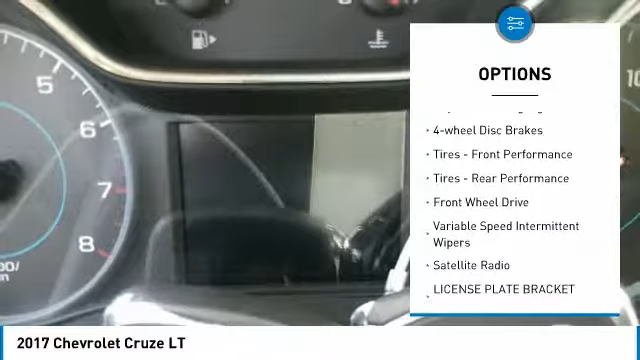 OPTIONS
4-wheel Disc Brakes
Tires - Front Performance
Tires - Rear Performance
Front Wheel Drive
Variable Speed Intermittent
Wipers
Satellite Radio
LICENSE PLATE BRACKET
5
6
7
8
10
2017 Chevrolet Cruze LT